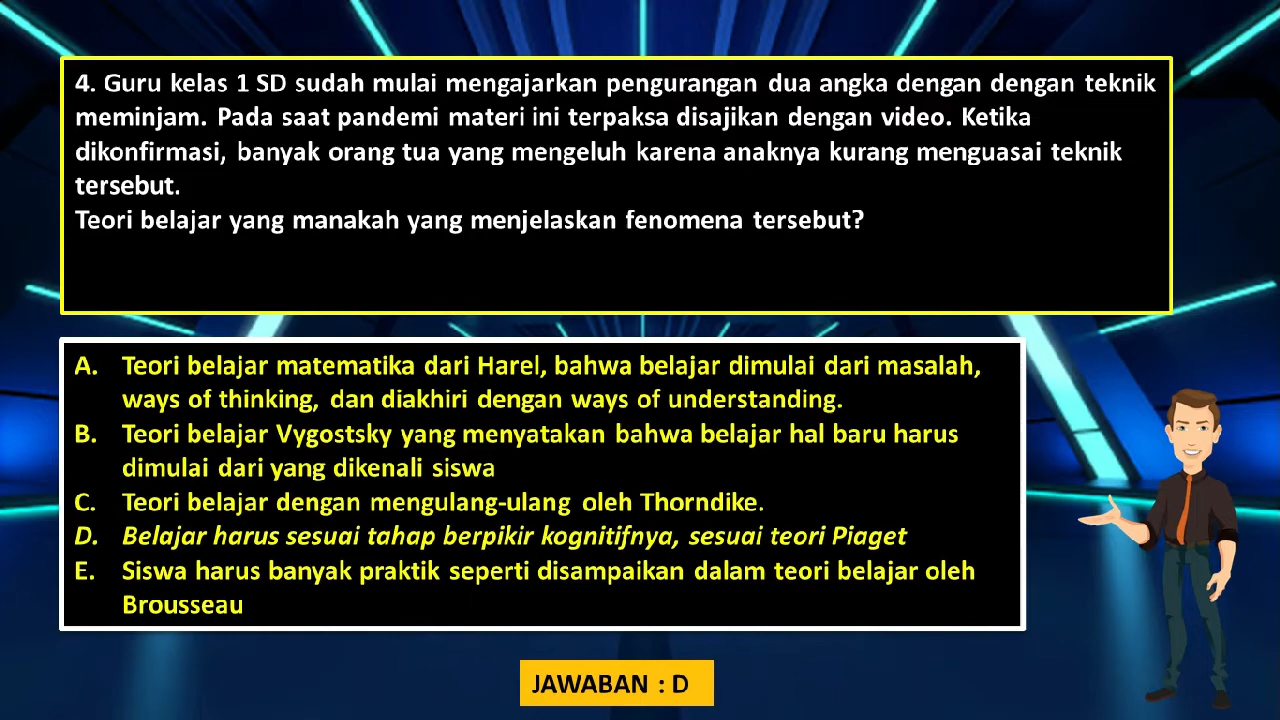 4. Guru kelas 1 SD sudah mulai mengajarkan pengurangan dua angka dengan dengan teknik
meminjam. Pada saat pandemi materi ini terpaksa disajikan dengan video. Ketika
dikonfirmasi, banyak orang tua yang mengeluh karena anaknya kurang menguasai teknik
tersebut.
Teori belajar yang manakah yang menjelaskan fenomena tersebut?
A. Teori belajar matematika dari Harel, bahwa belajar dimulai dari masalah,
ways of thinking, dan diakhiri dengan ways of understanding.
B. Teori belajar Vygostsky yang menyatakan bahwa belajar hal baru harus
dimulai dari yang dikenali siswa
C. Teori belajar dengan mengulang-ulang oleh Thorndike.
D. Belajar harus sesuai tahap berpikir kognitifnya, sesuai teori Piaget
E. Siswa harus banyak praktik seperti disampaikan dalam teori belajar oleh
Brousseau
JAWABAN : D